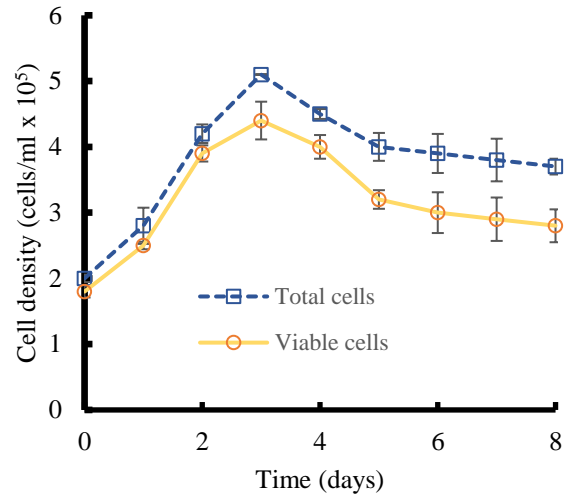 6
5
4
3
2
1
0
Cell density (cells/ml x 10⁵)
Total cells
Viable cells
0 2 4 6 8
Time (days)